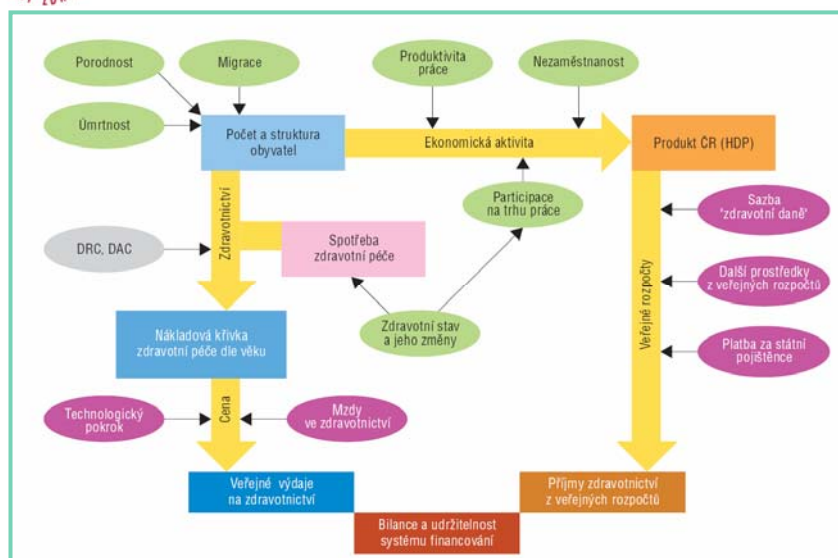 Porodnost
Migrace
Produktivita
práce
Nezaměstnanost
Úmrtnost
Počet a struktura
obyvatel
Ekonomická aktivita
Produkt ČR (HDP)
Zdravotnictví
Participace
na trhu práce
Sazba
"zdravotní daně"
DRC, DAC
Spotřeba
zdravotní péče
Veřejné rozpočty
Další prostředky
z veřejných rozpočtů
Nákladová křivka
zdravotní péče dle věku
Zdravotní stav
a jeho změny
Platba za státní
pojištěnce
Technologický
pokrok
Cena
Mzdy
ve zdravotnictví
Veřejné výdaje
na zdravotnictví
Příjmy zdravotnictví
z veřejných rozpočtů
Bilance a udržitelnost
systému financování